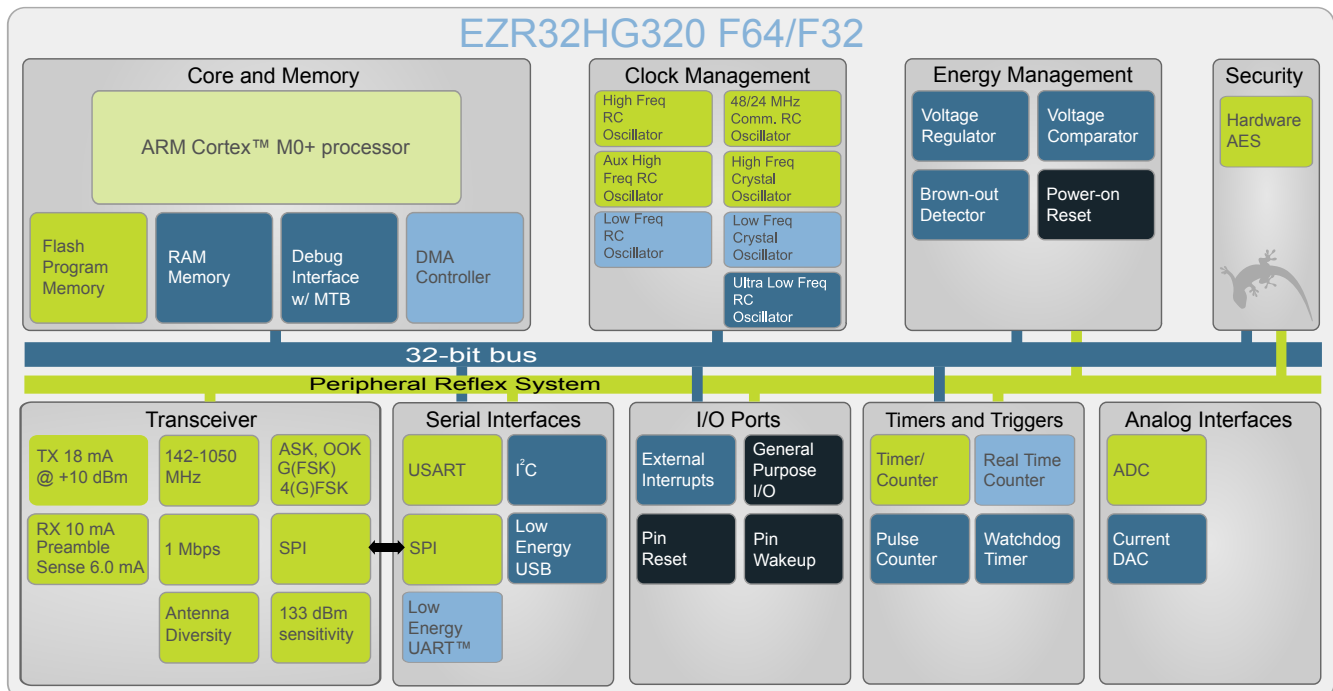 EZR32HG320 F64/F32
Core and Memory
ARM Cortex™ M0+ processor
Flash
Program
Memory
RAM
Memory
Debug
Interface
w/ MTB
DMA
Controller
Clock Management
High Freq
RC
Oscillator
48/24 MHz
Comm. RC
Oscillator
Aux High
Freq RC
Oscillator
High Freq
Crystal
Oscillator
Low Freq
RC
Oscillator
Low Freq
Crystal
Oscillator
Ultra Low Freq
RC
Oscillator
Energy Management
Voltage
Regulator
Voltage
Comparator
Brown-out
Detector
Power-on
Reset
Security
Hardware
AES
32-bit bus
Peripheral Reflex System
Transceiver
TX 18 mA
@ +10 dBm
142-1050
MHz
ASK, OOK
G(FSK)
4(G)FSK
RX 10 mA
Preamble
Sense 6.0 mA
1 Mbps
SPI
Antenna
Diversity
133 dBm
sensitivity
Serial Interfaces
USART
I²C
SPI
Low
Energy
USB
Low
Energy
UART™
I/O Ports
External
Interrupts
General
Purpose
I/O
Pin
Reset
Pin
Wakeup
Timers and Triggers
Timer/
Counter
Real Time
Counter
Pulse
Counter
Watchdog
Timer
Analog Interfaces
ADC
Current
DAC